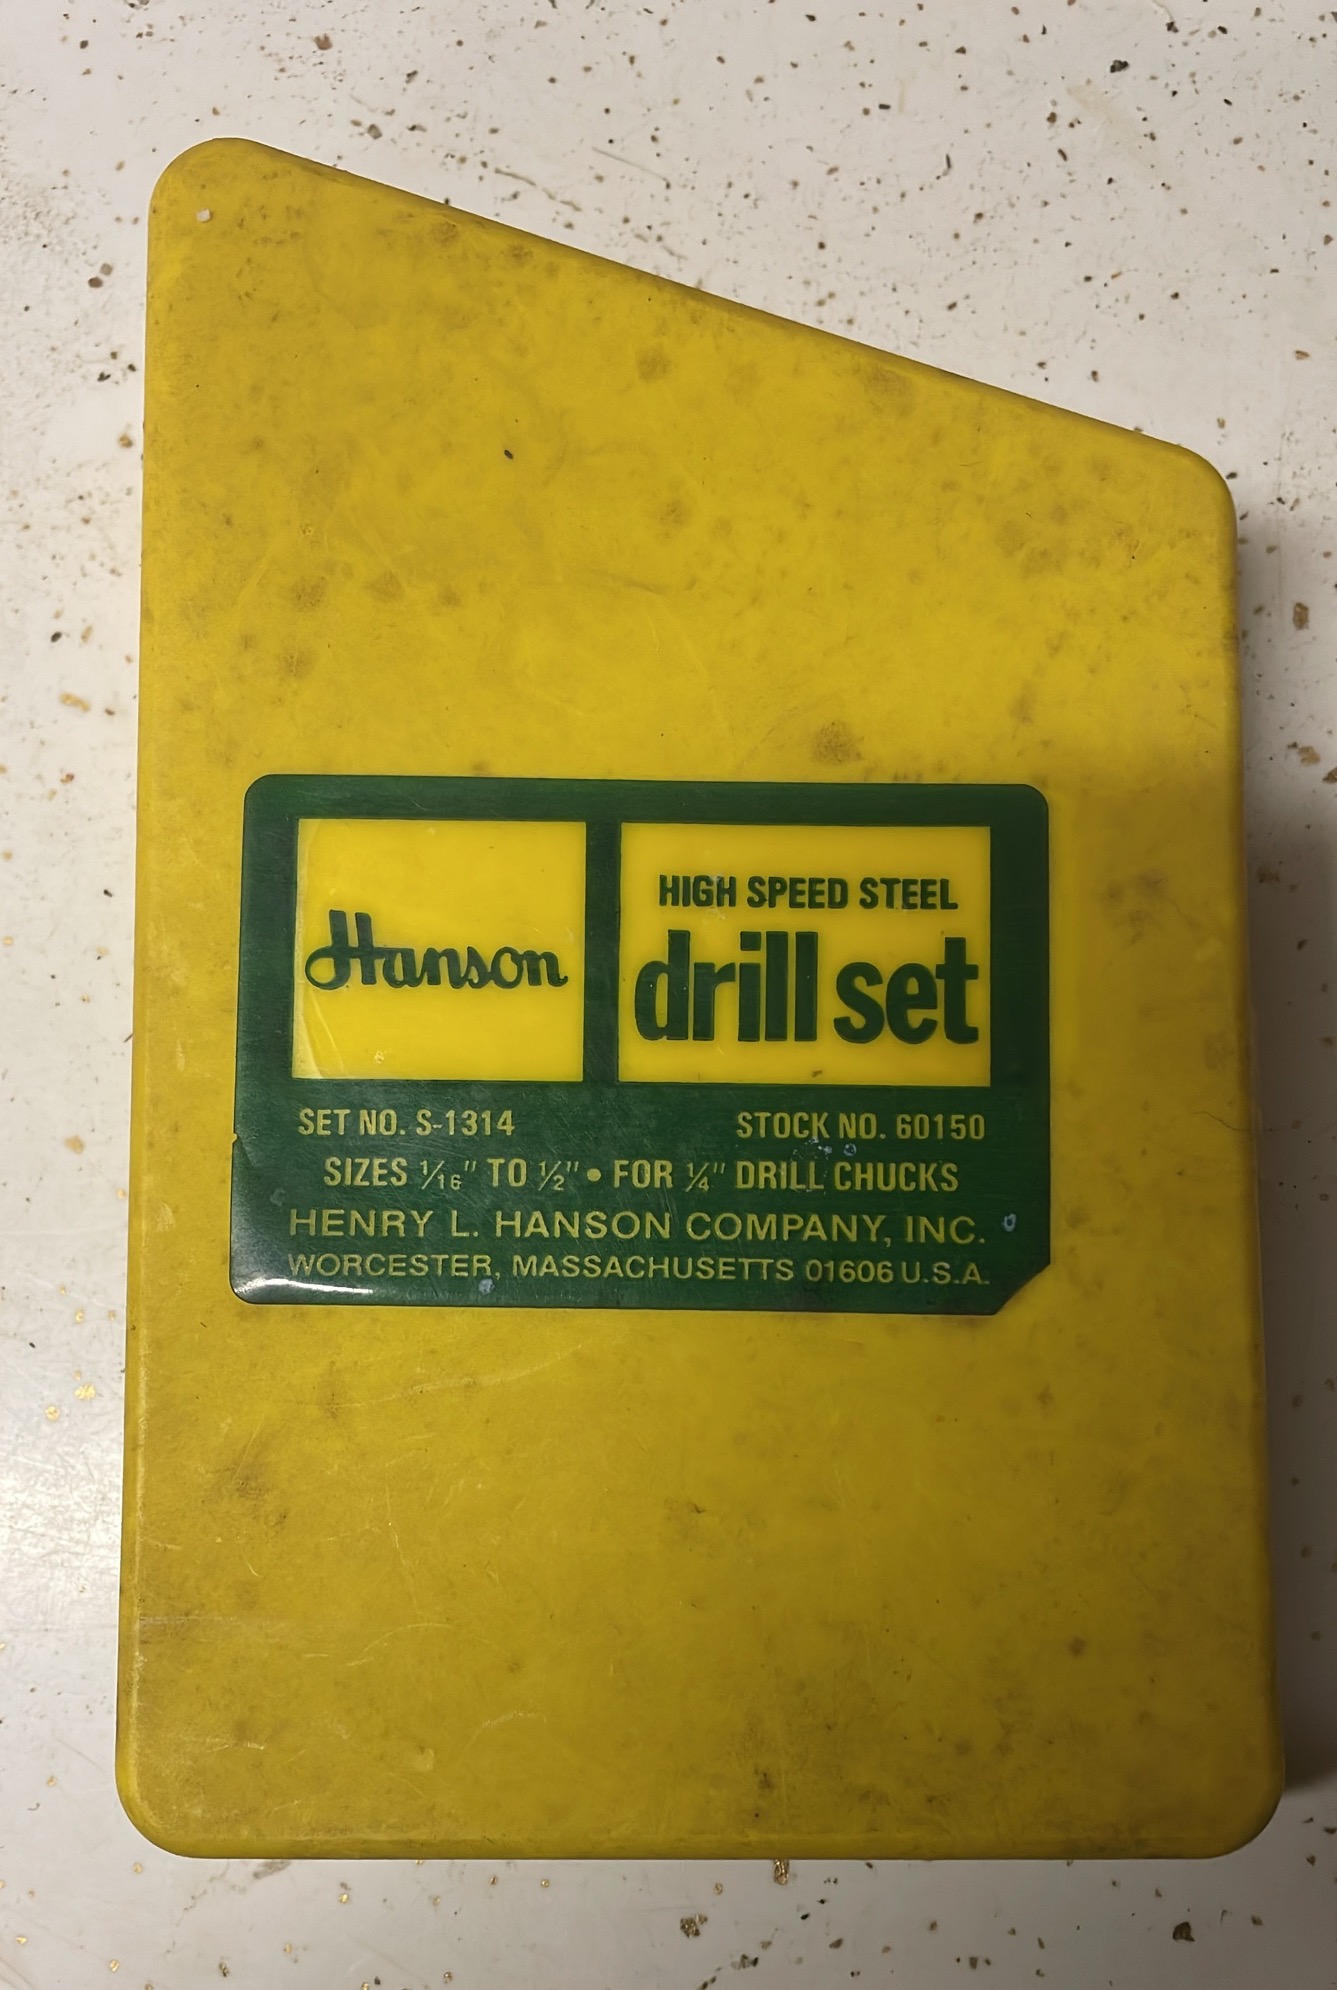 Hanson
HIGH SPEED STEEL
drill set
SET NO. S-1314
STOCK NO. 60150
SIZES 1/16" TO 1/2" • FOR 1/4" DRILL CHUCKS
HENRY L. HANSON COMPANY, INC.
WORCESTER, MASSACHUSETTS 01606 U.S.A.